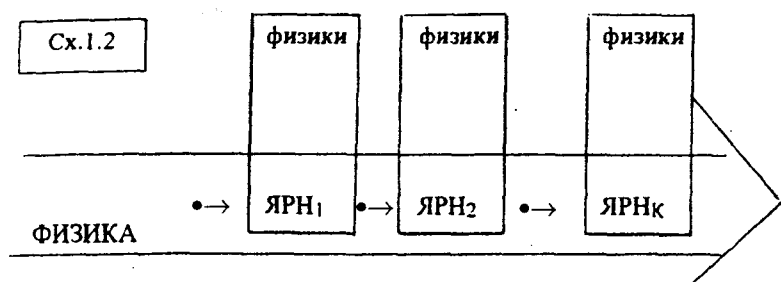 Сх.1.2
физики физики физики
•→ ЯРН₁ •→ ЯРН₂ •→ ЯРНК
ФИЗИКА